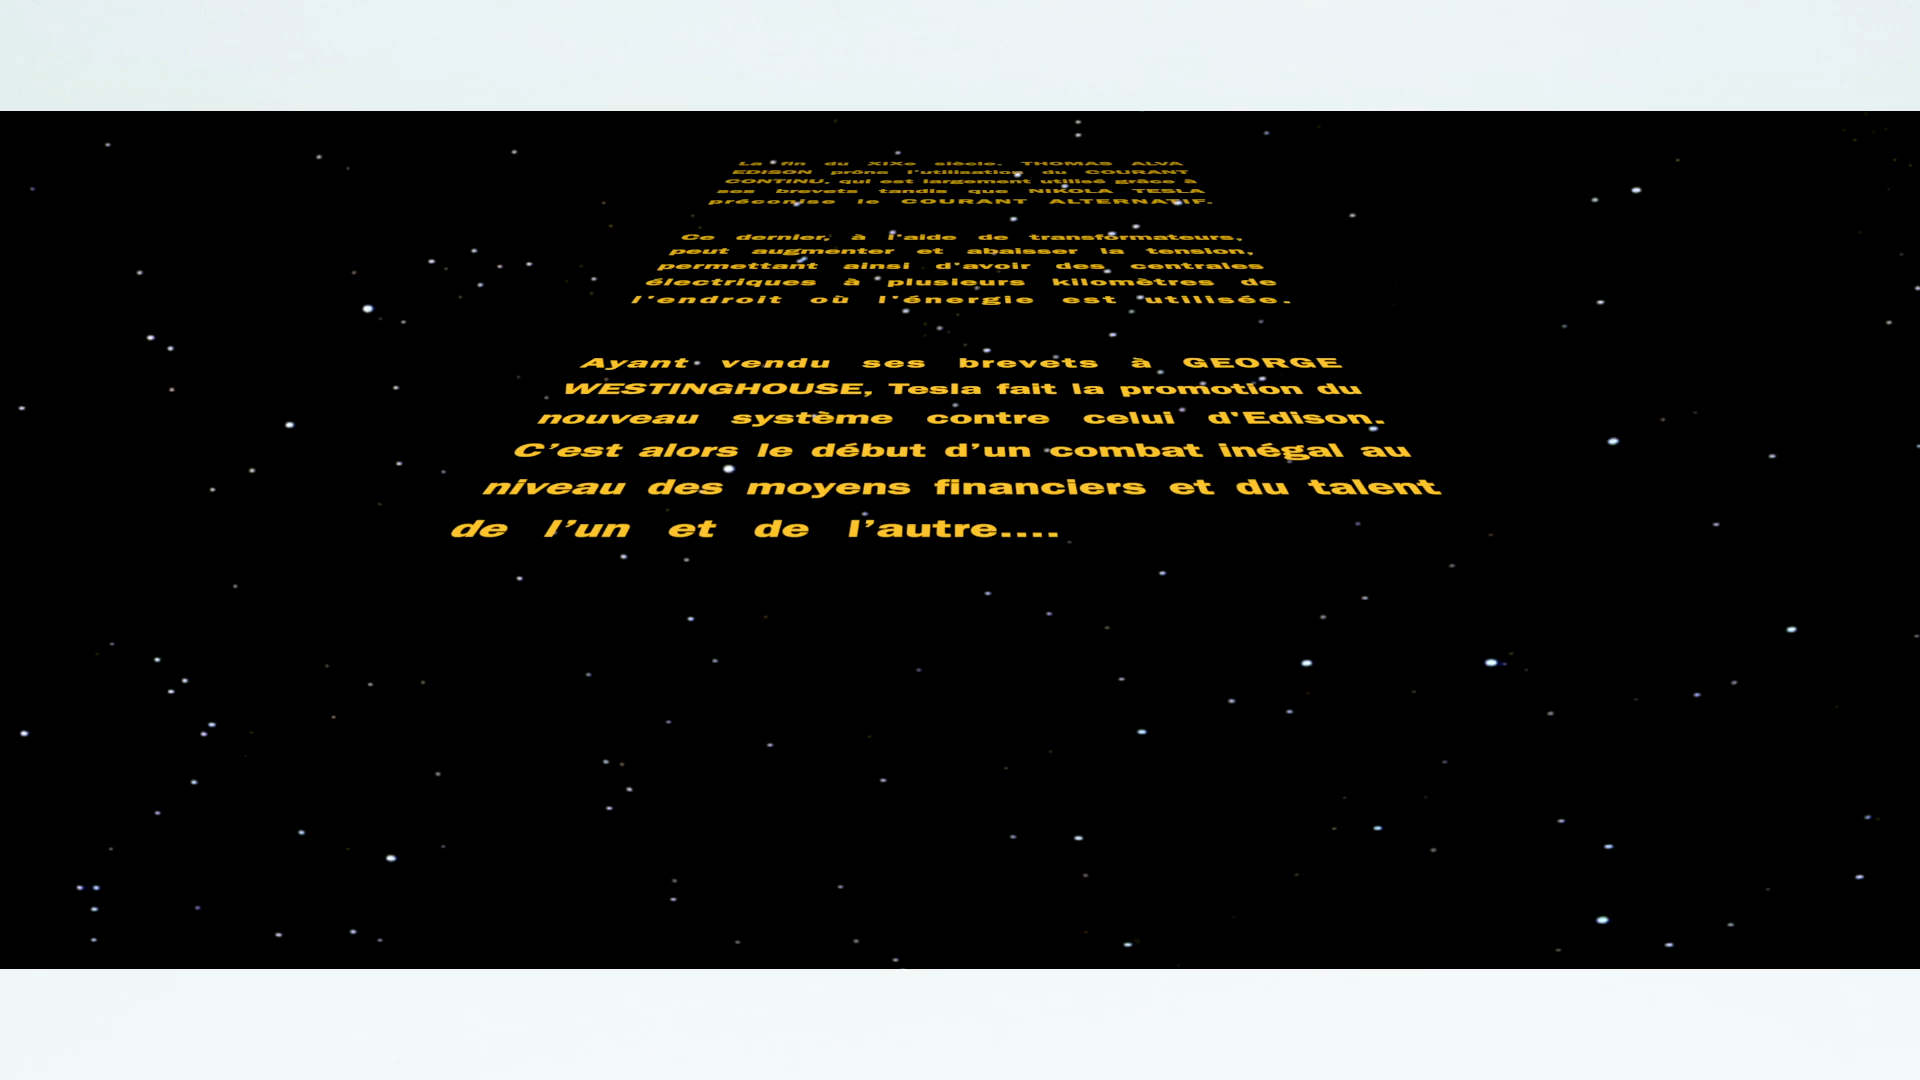 La fin du XIXe siècle. THOMAS ALVA
EDISON prône l'utilisation du COURANT
CONTINU, qui est largement utilisé grâce à
ses brevets tandis que NIKOLA TESLA
préconise le COURANT ALTERNATIF.
Ce dernier, à l'aide de transformateurs,
peut augmenter et abaisser la tension,
permettant ainsi d'avoir des centrales
électriques à plusieurs kilomètres de
l'endroit où l'énergie est utilisée.
Ayant vendu ses brevets à GEORGE
WESTINGHOUSE, Tesla fait la promotion du
nouveau système contre celui d'Edison.
C’est alors le début d’un combat inégal au
niveau des moyens financiers et du talent
de l’un et de l’autre....